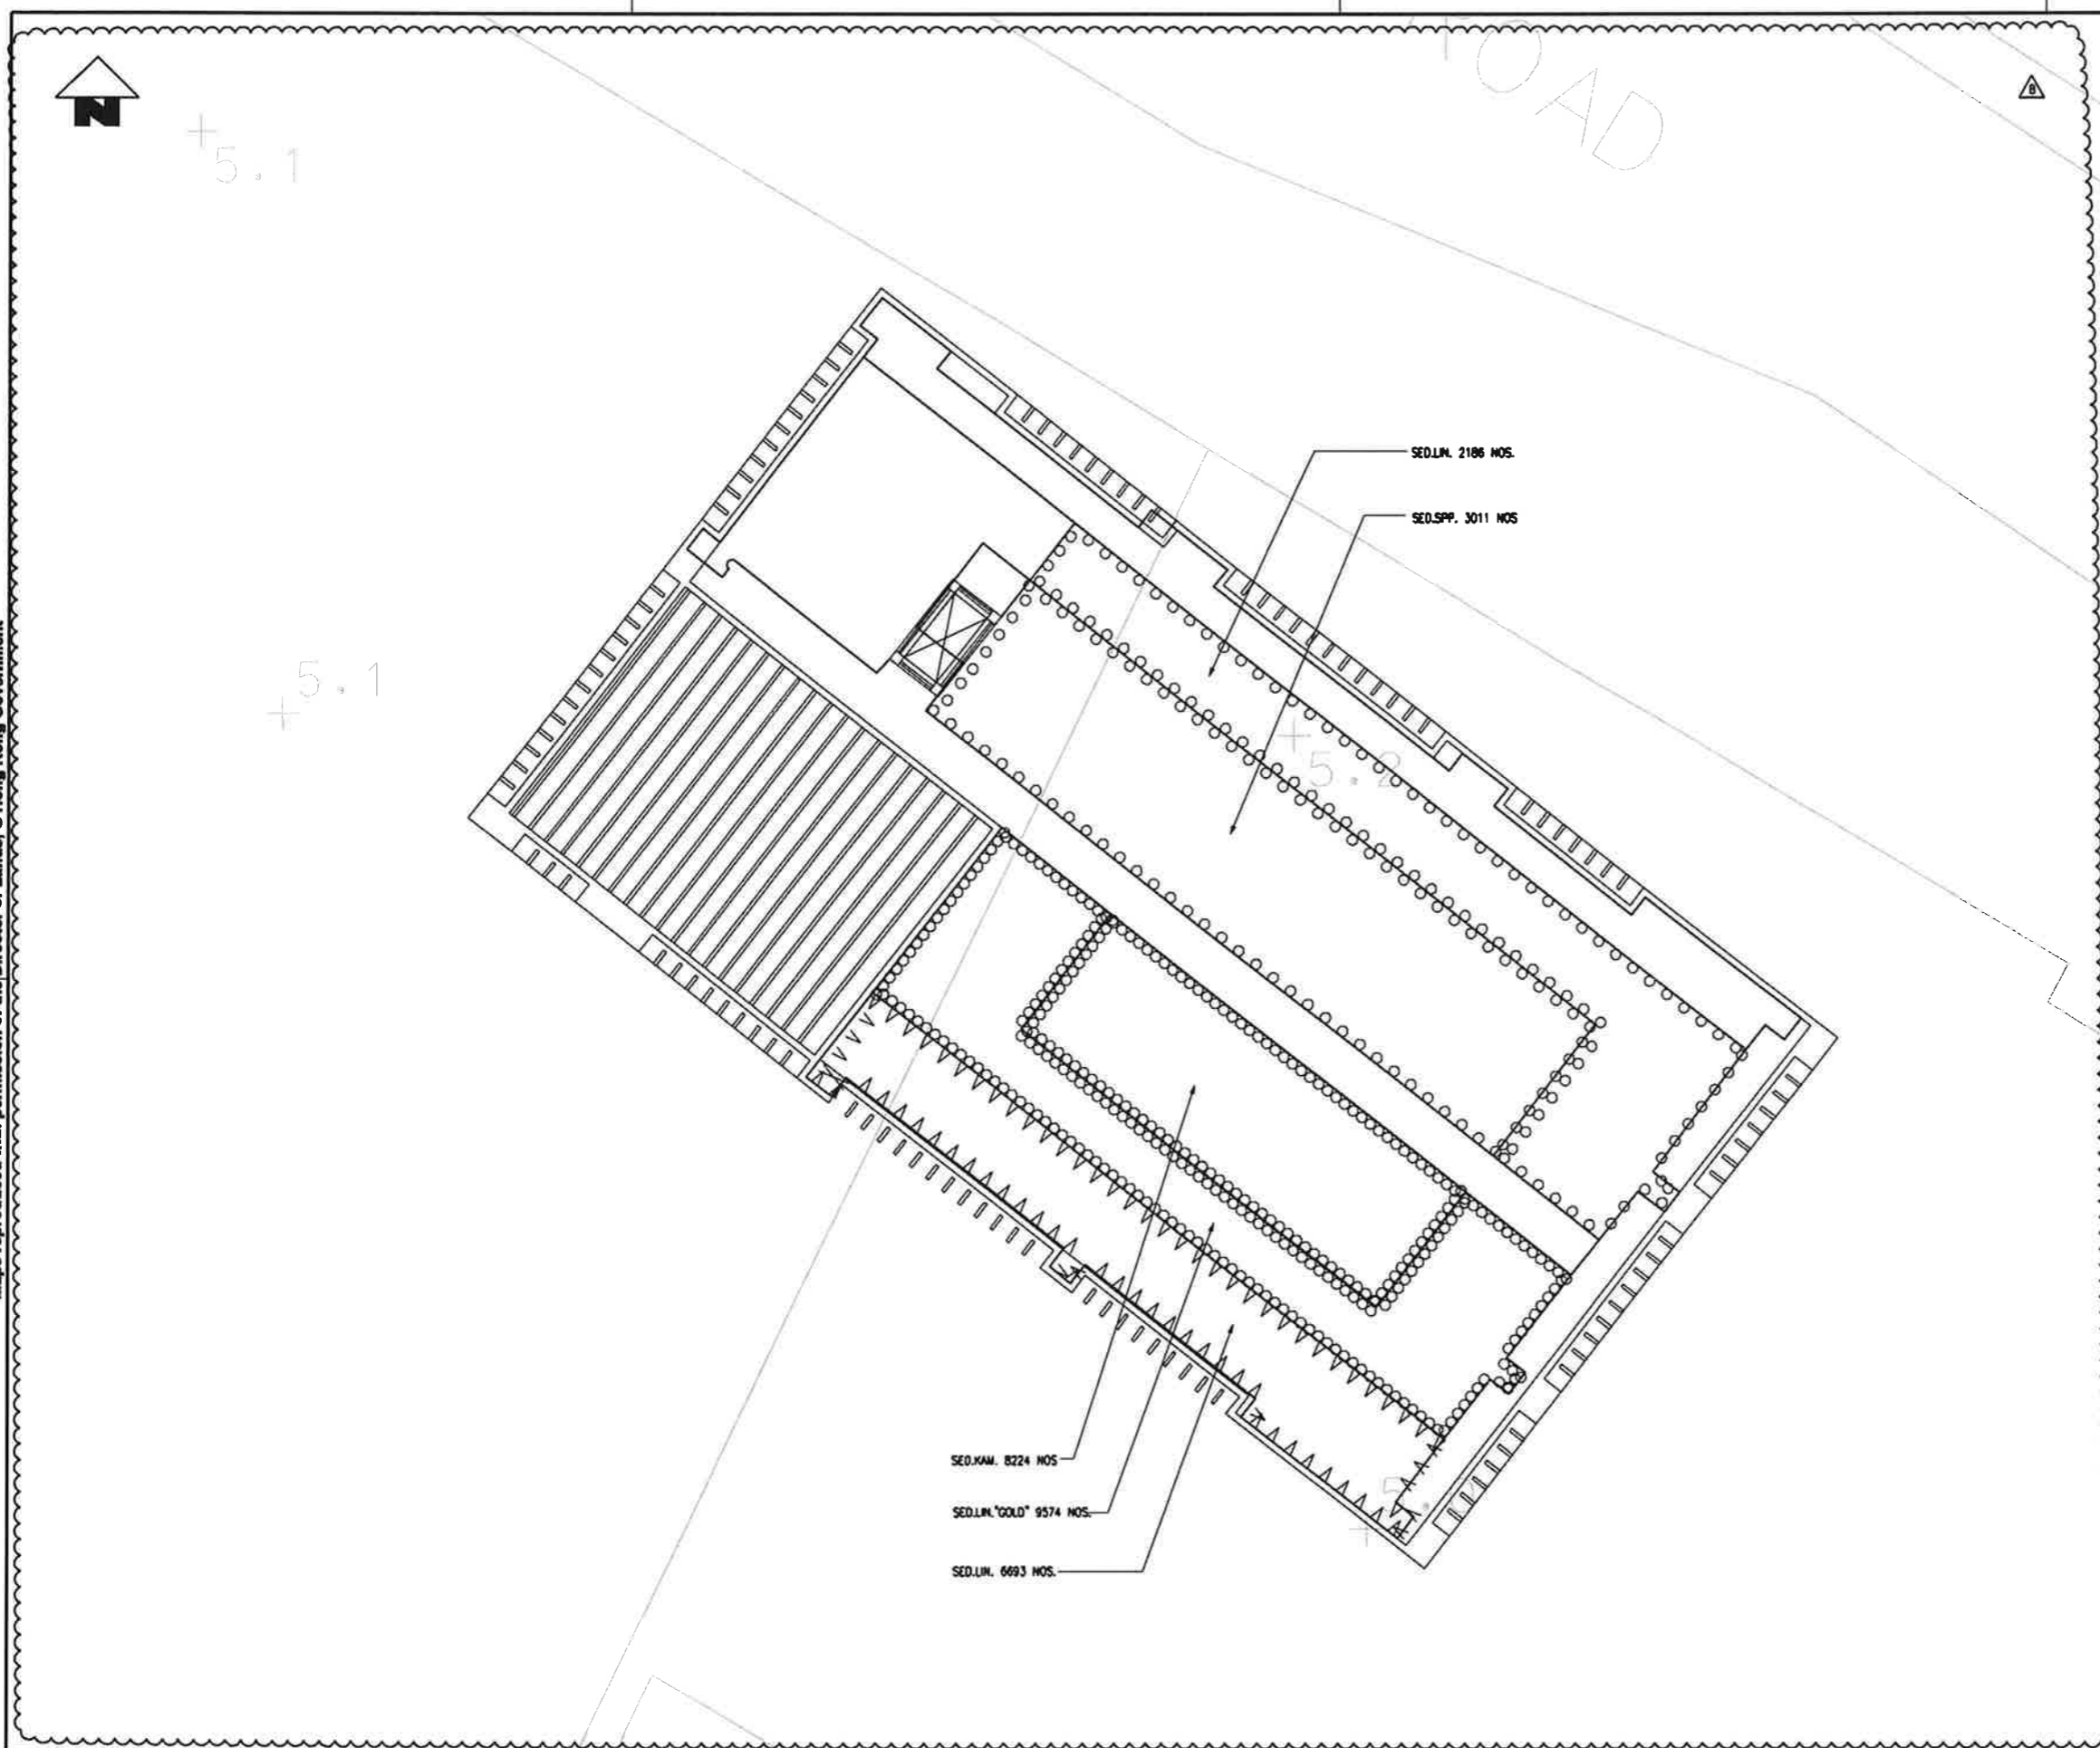 N
OAD
B
5.1
SED.LIN. 2186 NOS.
SED.SPP. 3011 NOS
5.1
5.2
SED.KAM. 8224 NOS
SED.LIN."GOLD" 9574 NOS.
SED.LIN. 6693 NOS.
5.